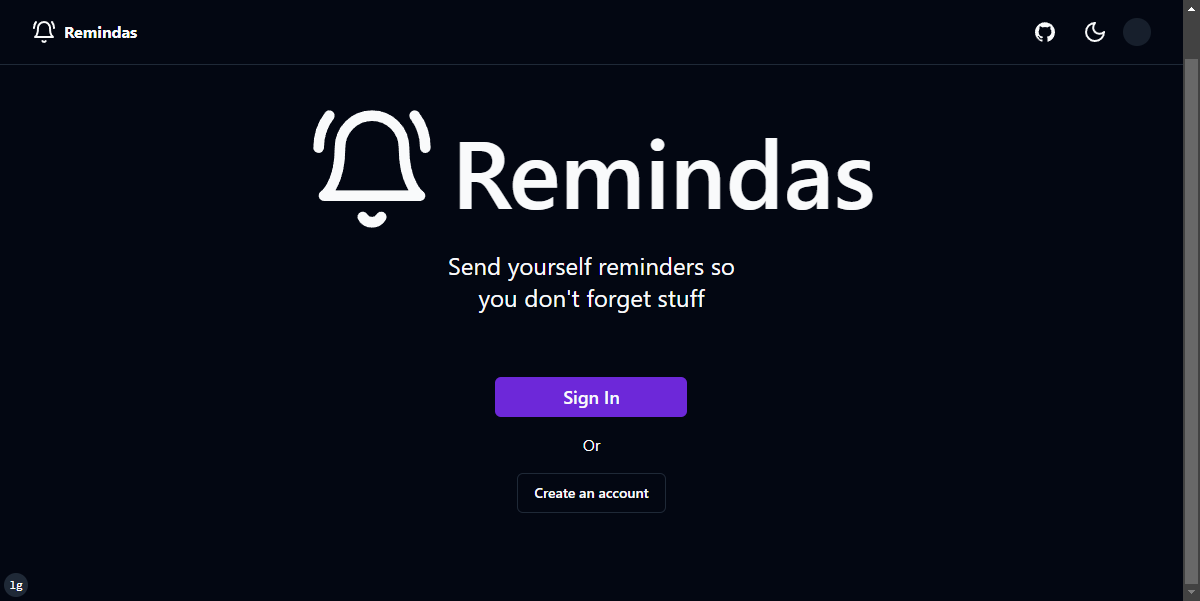 Remindas
Remindas
Send yourself reminders so
you don't forget stuff
Sign In
Or
Create an account
lg